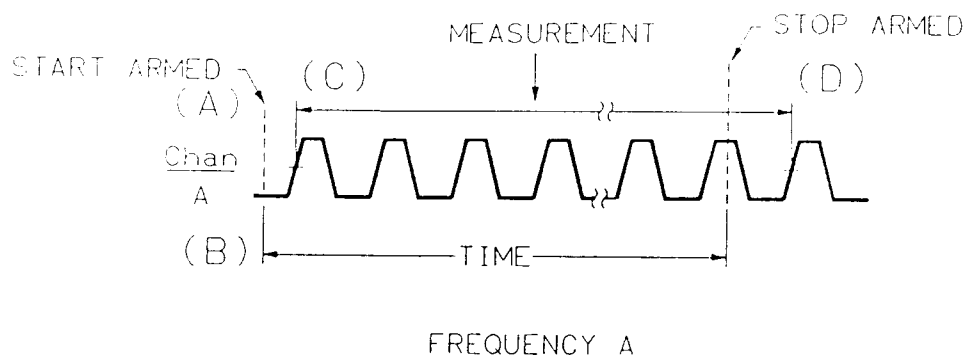 MEASUREMENT
STOP ARMED
START ARMED
(A)
(C)
(D)
Chan
A
(B)
TIME
FREQUENCY A